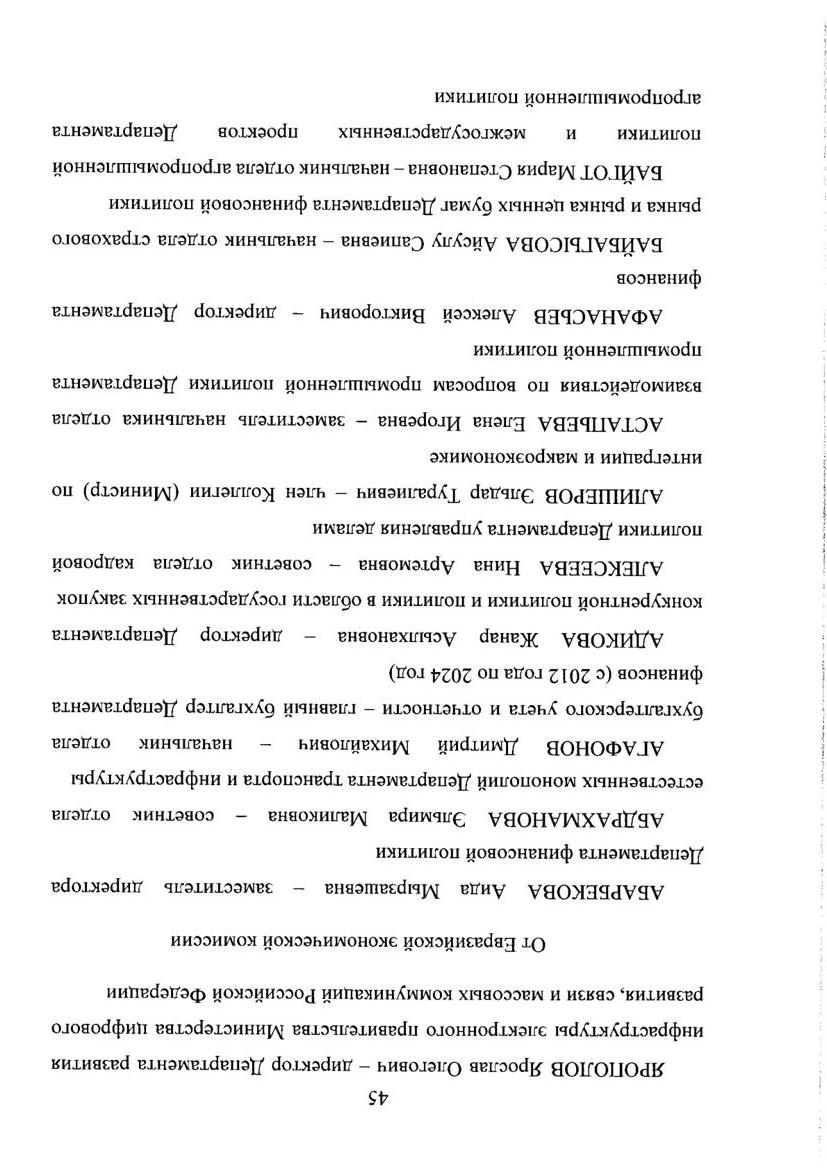 45
ЯРОПОЛОВ Ярослав Олегович – директор Департамента развития
инфраструктуры электронного правительства Министерства цифрового
развития, связи и массовых коммуникаций Российской Федерации
От Евразийской экономической комиссии
АБАРБЕКОВА Аида Мырзашевна – заместитель директора
Департамента финансовой политики
АБДРАХМАНОВА Эльмира Маликовна – советник отдела
естественных монополий Департамента транспорта и инфраструктуры
АГАФОНОВ Дмитрий Михайлович – начальник отдела
бухгалтерского учета и отчетности – главный бухгалтер Департамента
финансов (с 2012 года по 2024 год)
АДИКОВА Жанар Асылхановна – директор Департамента
конкурентной политики и политики в области государственных закупок
АЛЕКСЕЕВА Нина Артемовна – советник отдела кадровой
политики Департамента управления делами
АЛИШЕРОВ Эльдар Туралиевич – член Коллегии (Министр) по
интеграции и макроэкономике
АСТАПЬЕВА Елена Игоревна – заместитель начальника отдела
взаимодействия по вопросам промышленной политики Департамента
промышленной политики
АФАНАСЬЕВ Алексей Викторович – директор Департамента
финансов
БАЙБАГЫСОВА Айсулу Сапиевна – начальник отдела страхового
рынка и рынка ценных бумаг Департамента финансовой политики
БАЙГОТ Мария Степановна – начальник отдела агропромышленной
политики и межгосударственных проектов Департамента
агропромышленной политики